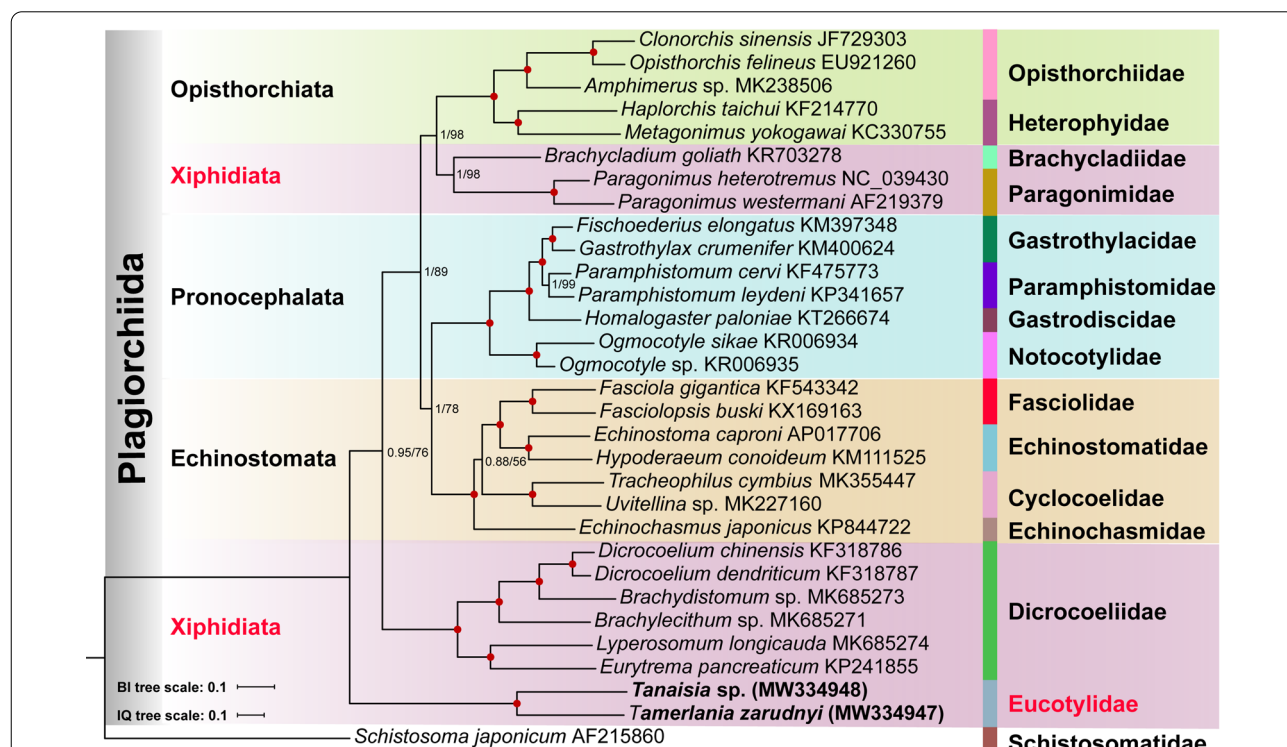 Plagiorchiida
Opisthorchiata
Xiphidiata
Pronocephalata
Echinostomata
Xiphidiata
Clonorchis sinensis JF729303
Opisthorchis felineus EU921260
Amphimerus sp. MK238506
Haplorchis taichui KF214770
Metagonimus yokogawai KC330755
Brachycladium goliath KR703278
Paragonimus heterotremus NC_039430
Paragonimus westermani AF219379
Fischoederius elongatus KM397348
Gastrothylax crumenifer KM400624
Paramphistomum cervi KF475773
Paramphistomum leydeni KP341657
Homalogaster paloniae KT266674
Ogmocotyle sikae KR006934
Ogmocotyle sp. KR006935
Fasciola gigantica KF543342
Fasciolopsis buski KX169163
Echinostoma caproni AP017706
Hypoderaeum conoideum KM111525
Tracheophilus cymbius MK355447
Uvitellina sp. MK227160
Echinochasmus japonicus KP844722
Dicrocoelium chinensis KF318786
Dicrocoelium dendriticum KF318787
Brachydistomum sp. MK685273
Brachylecithum sp. MK685271
Lyperosomum longicauda MK685274
Eurytrema pancreaticum KP241855
Tanaisia sp. (MW334948)
Tamerlania zarudnyi (MW334947)
Schistosoma japonicum AF215860
Opisthorchiidae
Heterophyidae
Brachycladiidae
Paragonimidae
Gastrothylacidae
Paramphistomidae
Gastrodiscidae
Notocotylidae
Fasciolidae
Echinostomatidae
Cyclocoelidae
Echinochasmidae
Dicrocoeliidae
Eucotylidae
Schistosomatidae
1/98
1/98
1/89
1/99
1/78
0.95/76
0.88/56
BI tree scale: 0.1
IQ tree scale: 0.1